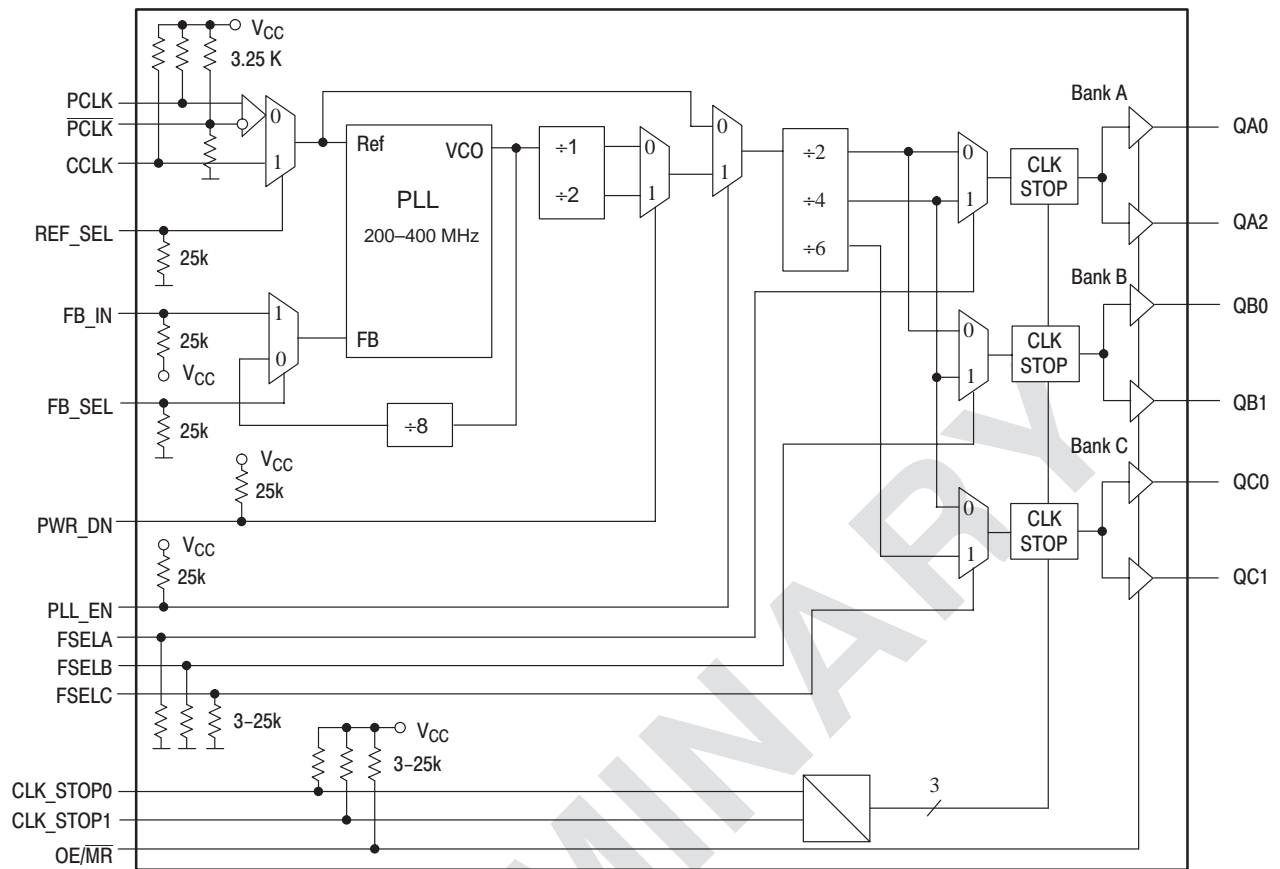 VCC
3.25 K
PCLK
PCLK
CCLK
0
1
REF_SEL
25k
Ref
VCO
PLL
200–400 MHz
FB
÷1
÷2
0
1
0
1
÷2
÷4
÷6
0
1
CLK
STOP
Bank A
QA0
QA2
FB_IN
25k
VCC
1
0
FB_SEL
25k
÷8
0
1
CLK
STOP
Bank B
QB0
QB1
VCC
25k
PWR_DN
VCC
25k
PLL_EN
0
1
CLK
STOP
Bank C
QC0
QC1
FSELA
FSELB
FSELC
3–25k
VCC
3–25k
CLK_STOP0
CLK_STOP1
OE/MR
3
MINARY